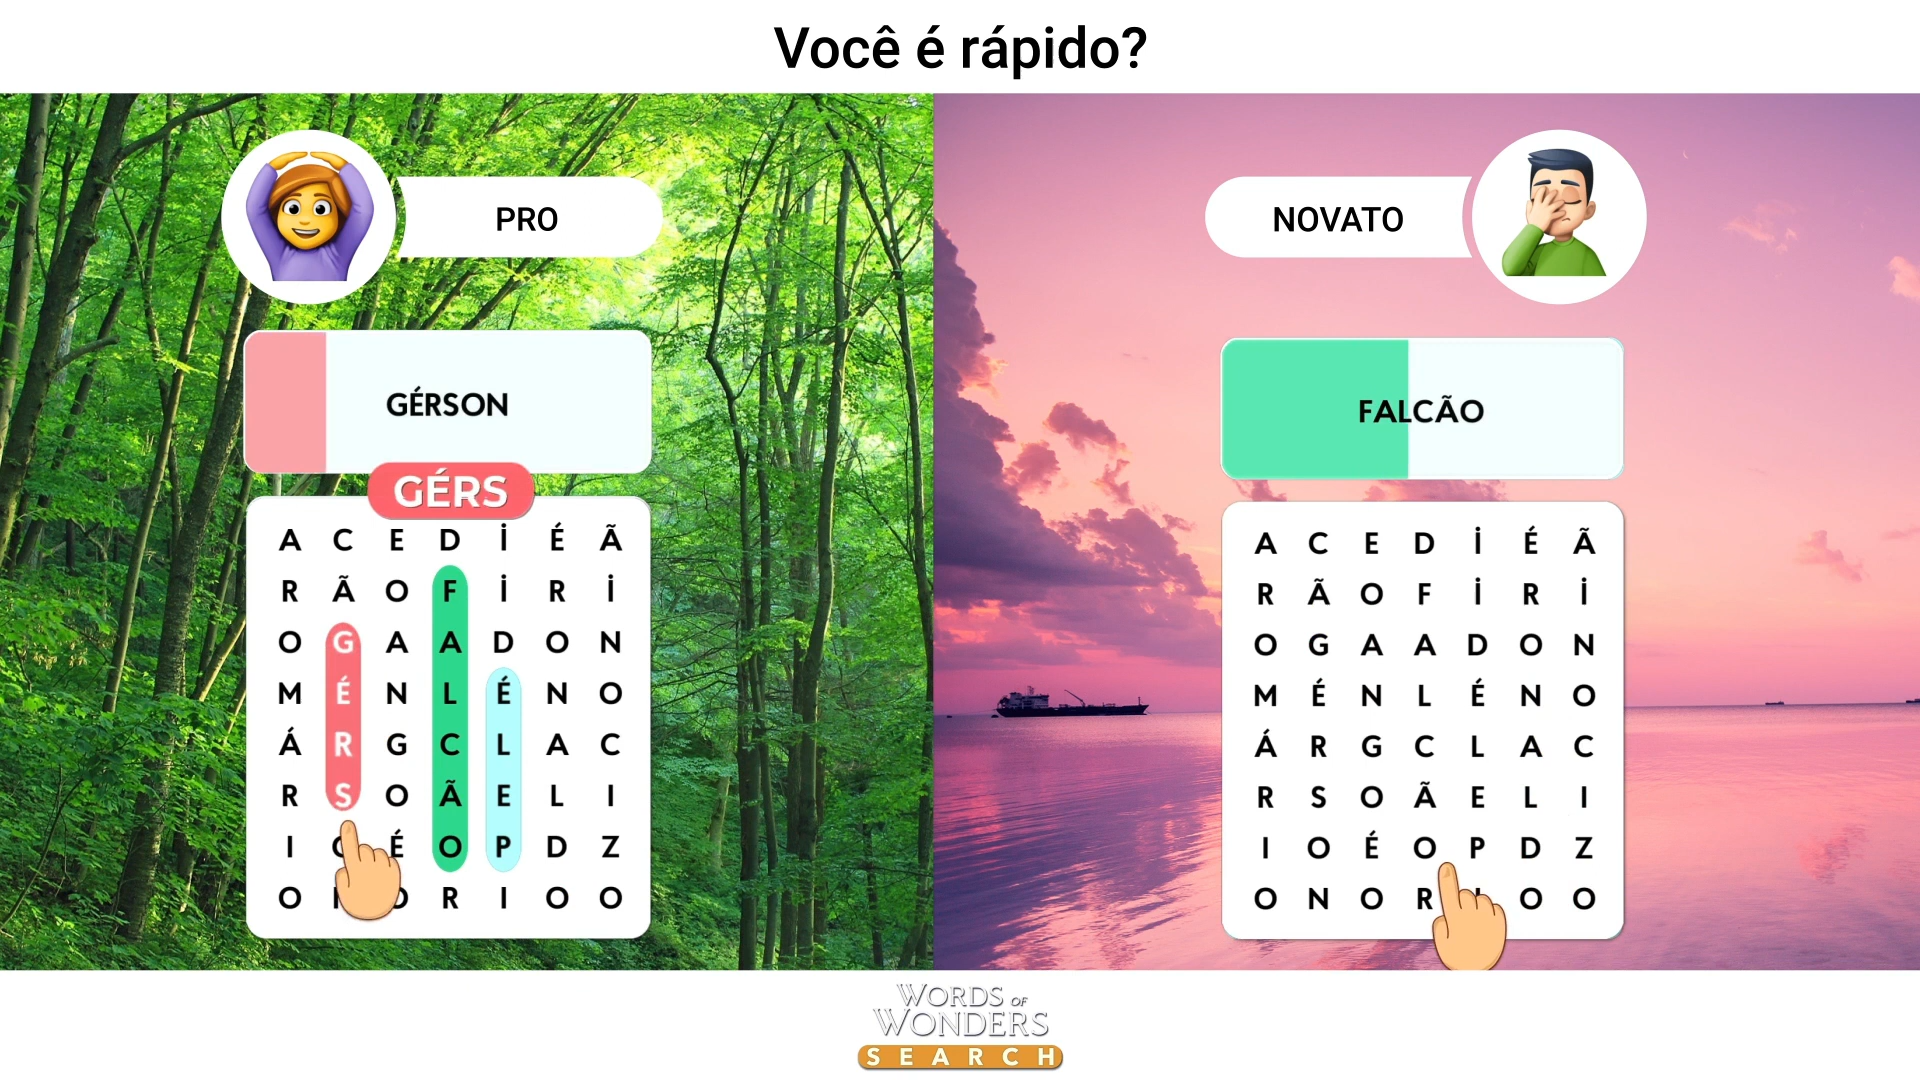 Você é rápido?
PRO
NOVATO
GÉRSON
FALCÃO
GÉRS
A C E D İ É Ã
R Ã O F İ R İ
O G A A D O N
M É N L É N O
Á R G C L A C
R S O Ã E L I
I O É O P D Z
O N O R I O O
A C E D İ É Ã
R Ã O F İ R İ
O G A A D O N
M É N L É N O
Á R G C L A C
R S O Ã E L I
I O É O P D Z
O N O R I O O
WORDS OF
WONDERS
SEARCH